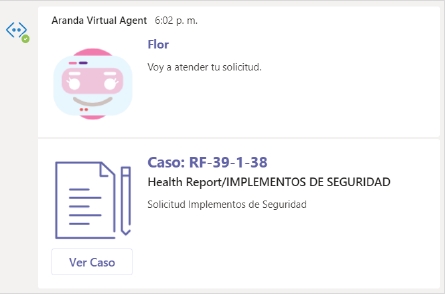 Aranda Virtual Agent 6:02 p. m.
Flor
Voy a atender tu solicitud.
Caso: RF-39-1-38
Health Report/IMPLEMENTOS DE SEGURIDAD
Solicitud Implementos de Seguridad
Ver Caso